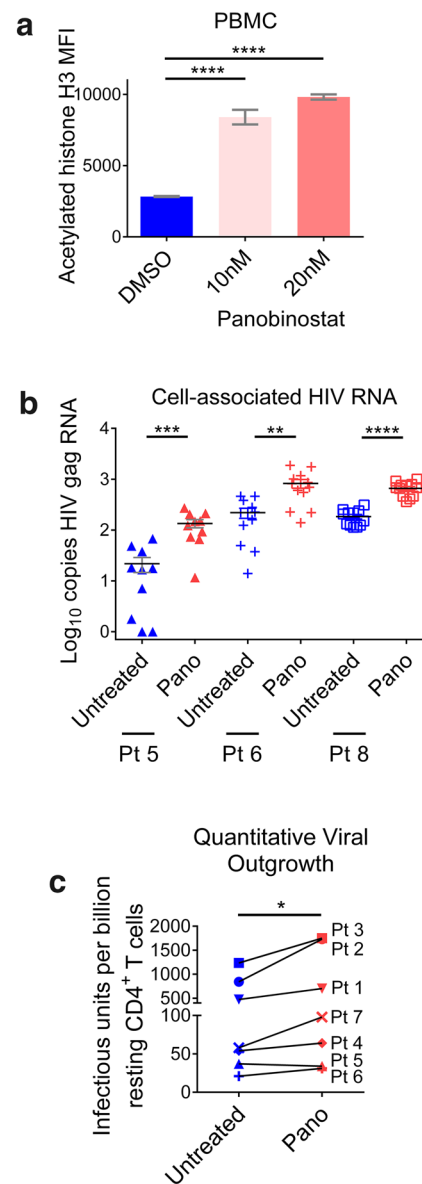 a
PBMC
Acetylated histone H3 MFI
****
****
10000
5000
0
DMSO
10nM
20nM
Panobinostat
b
Cell-associated HIV RNA
Log10 copies HIV gag RNA
***
**
****
4
3
2
1
0
Untreated
Pano
Untreated
Pano
Untreated
Pano
Pt 5
Pt 6
Pt 8
c
Quantitative Viral
Outgrowth
Infectious units per billion
resting CD4+ T cells
*
2000
1500
1000
500
100
50
0
Pt 3
Pt 2
Pt 1
Pt 7
Pt 4
Pt 5
Pt 6
Untreated
Pano